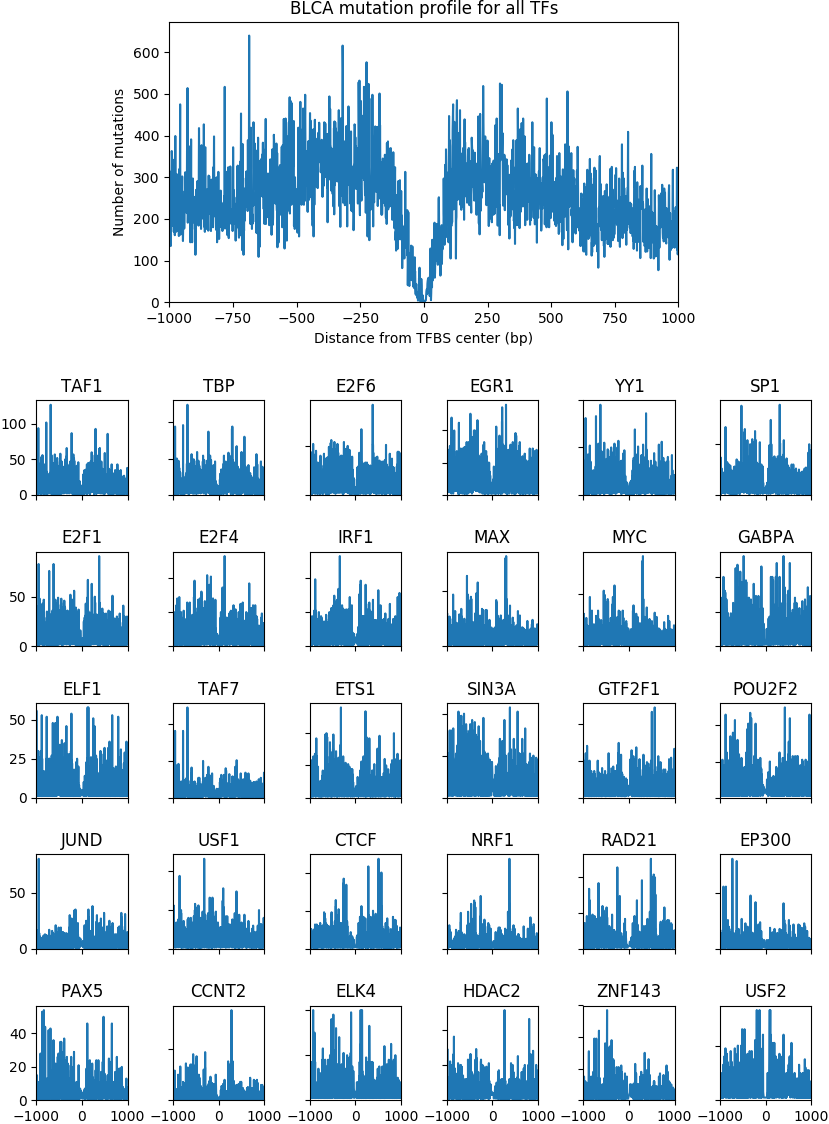 BLCA mutation profile for all TFs
600
500
400
300
200
100
0
Number of mutations
−1000 −750 −500 −250 0 250 500 750 1000
Distance from TFBS center (bp)
TAF1 TBP E2F6 EGR1 YY1 SP1
100
50
0
E2F1 E2F4 IRF1 MAX MYC GABPA
50
0
ELF1 TAF7 ETS1 SIN3A GTF2F1 POU2F2
50
25
0
JUND USF1 CTCF NRF1 RAD21 EP300
50
0
PAX5 CCNT2 ELK4 HDAC2 ZNF143 USF2
40
20
0
−1000 0 1000 −1000 0 1000 −1000 0 1000 −1000 0 1000 −1000 0 1000 −1000 0 1000